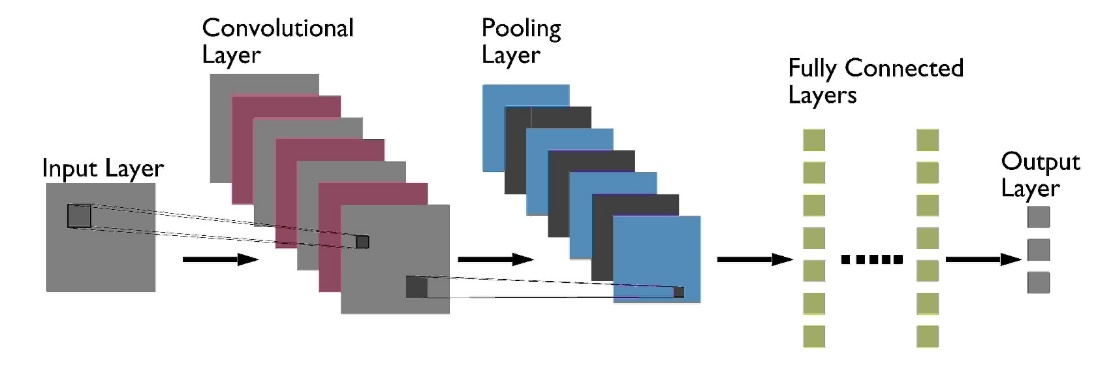 Convolutional
Layer
Pooling
Layer
Fully Connected
Layers
Input Layer
Output
Layer